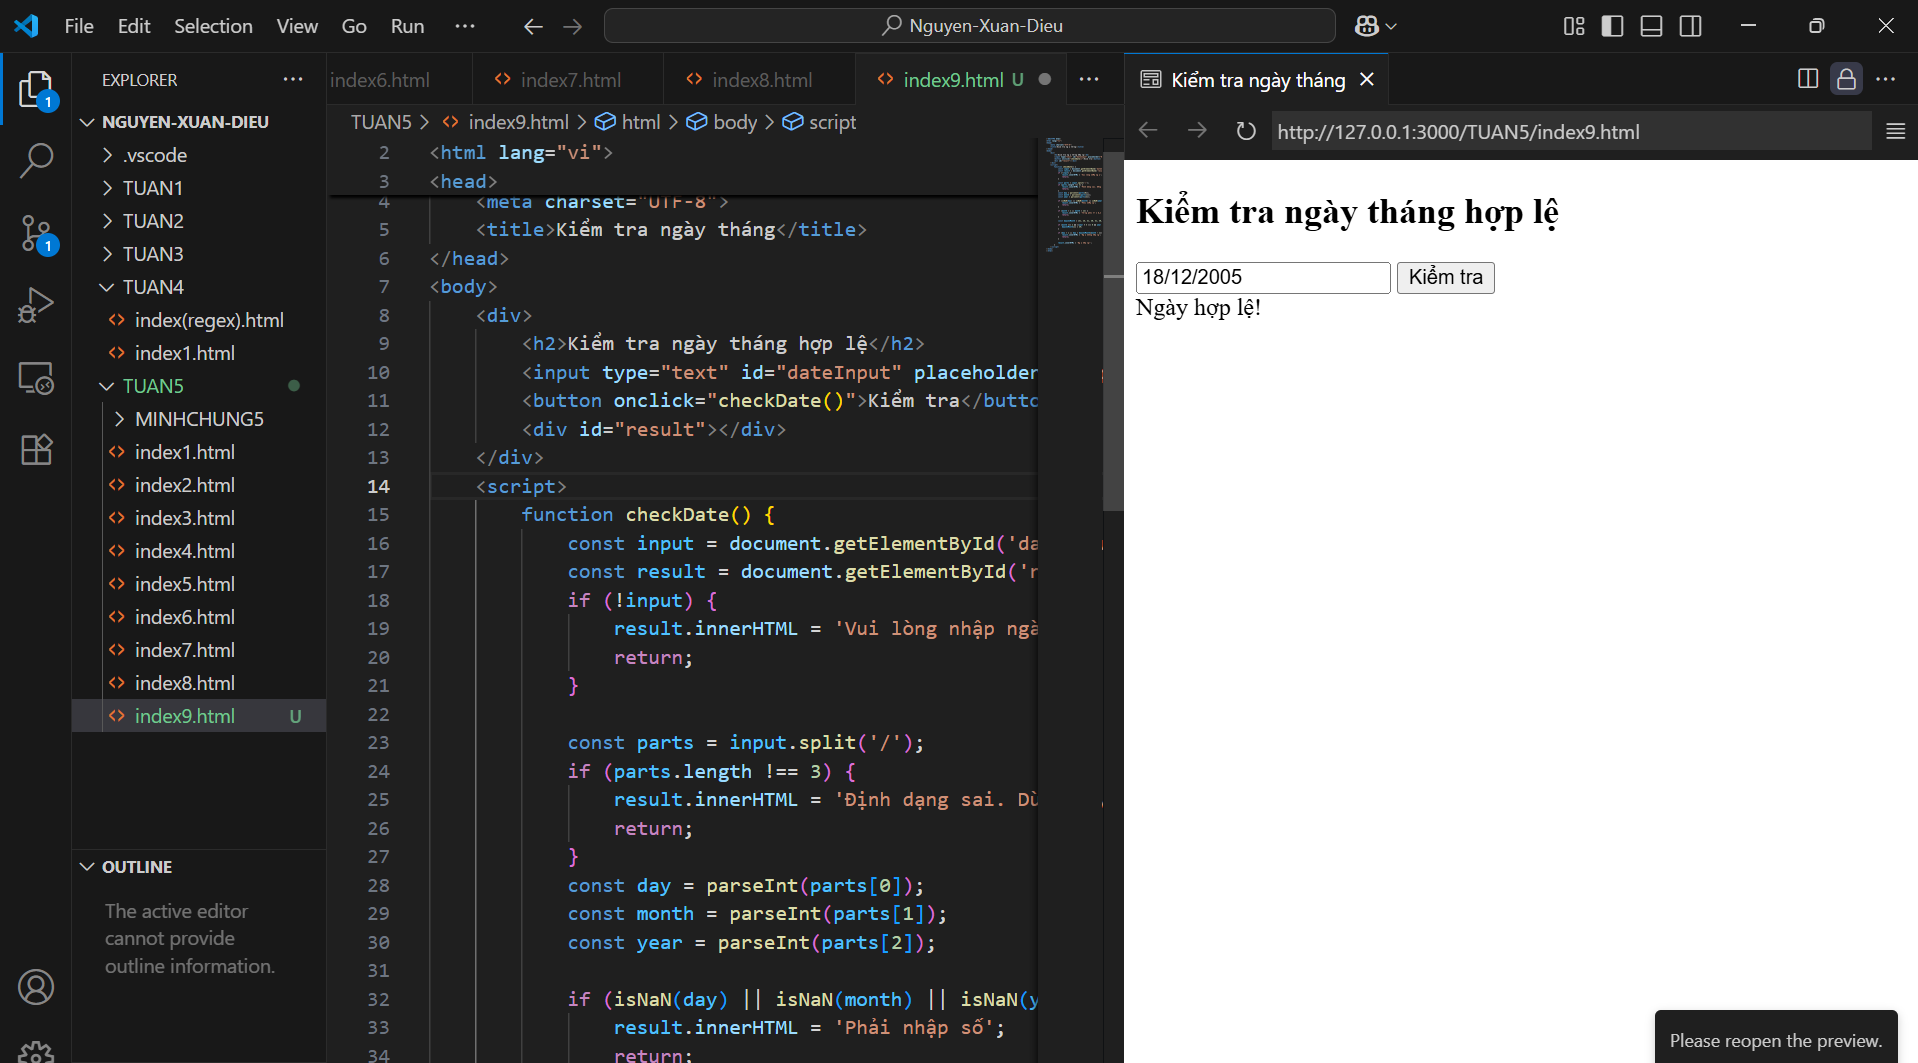 File Edit Selection View Go Run ··· Nguyen-Xuan-Dieu
EXPLORER ···
1
1
NGUYEN-XUAN-DIEU
.vscode
TUAN1
TUAN2
TUAN3
TUAN4
index(regex).html
index1.html
TUAN5
MINHCHUNG5
index1.html
index2.html
index3.html
index4.html
index5.html
index6.html
index7.html
index8.html
index9.html U
OUTLINE
The active editor
cannot provide
outline information.
index6.html index7.html index8.html index9.html U ···
TUAN5 > index9.html > html > body > script
2 <html lang="vi">
3 <head>
4 <meta charset="UTF-8">
5 <title>Kiểm tra ngày tháng</title>
6 </head>
7 <body>
8 <div>
9 <h2>Kiểm tra ngày tháng hợp lệ</h2>
10 <input type="text" id="dateInput" placeholder
11 <button onclick="checkDate()">Kiểm tra</butto
12 <div id="result"></div>
13 </div>
14 <script>
15 function checkDate() {
16 const input = document.getElementById('da
17 const result = document.getElementById('r
18 if (!input) {
19 result.innerHTML = 'Vui lòng nhập ngà
20 return;
21 }
22
23 const parts = input.split('/');
24 if (parts.length !== 3) {
25 result.innerHTML = 'Định dạng sai. Dù
26 return;
27 }
28 const day = parseInt(parts[0]);
29 const month = parseInt(parts[1]);
30 const year = parseInt(parts[2]);
31
32 if (isNaN(day) || isNaN(month) || isNaN(y
33 result.innerHTML = 'Phải nhập số';
34 return;
Kiểm tra ngày tháng ···
http://127.0.0.1:3000/TUAN5/index9.html
Kiểm tra ngày tháng hợp lệ
18/12/2005 Kiểm tra
Ngày hợp lệ!
Please reopen the preview.